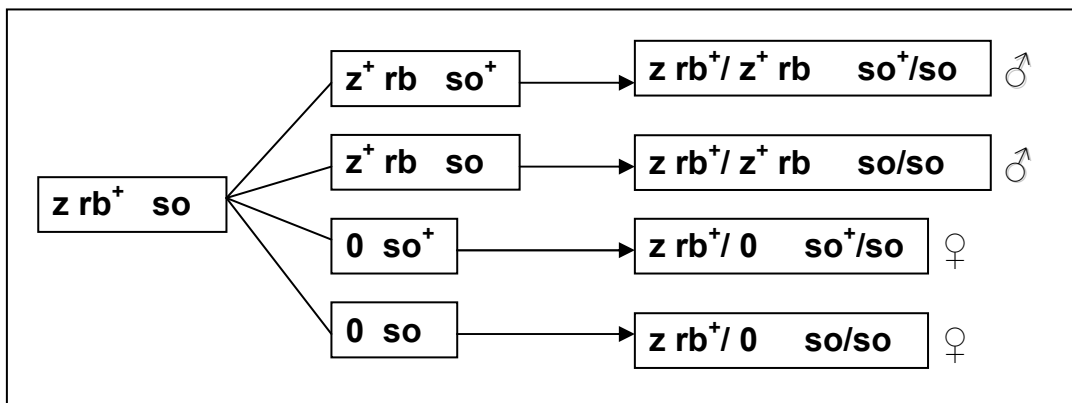 z⁺ rb so⁺
z rb⁺/ z⁺ rb so⁺/so ♂
z⁺ rb so
z rb⁺/ z⁺ rb so/so ♂
z rb⁺ so
0 so⁺
z rb⁺/ 0 so⁺/so ♀
0 so
z rb⁺/ 0 so/so ♀